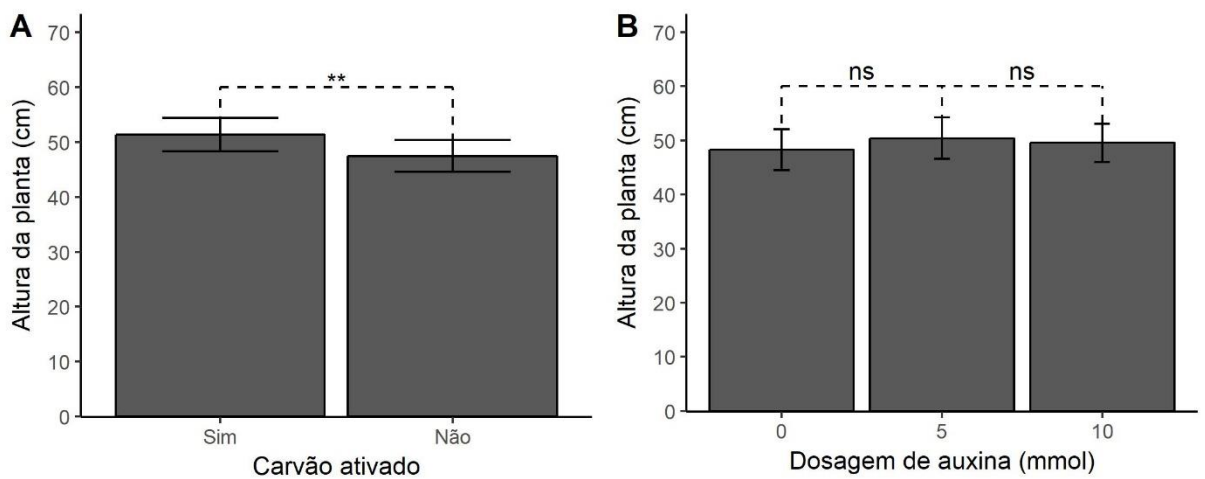 A
Altura da planta (cm)
70
60
50
40
30
20
10
0
**
Sim
Não
Carvão ativado
B
Altura da planta (cm)
70
60
50
40
30
20
10
0
ns
ns
0
5
10
Dosagem de auxina (mmol)